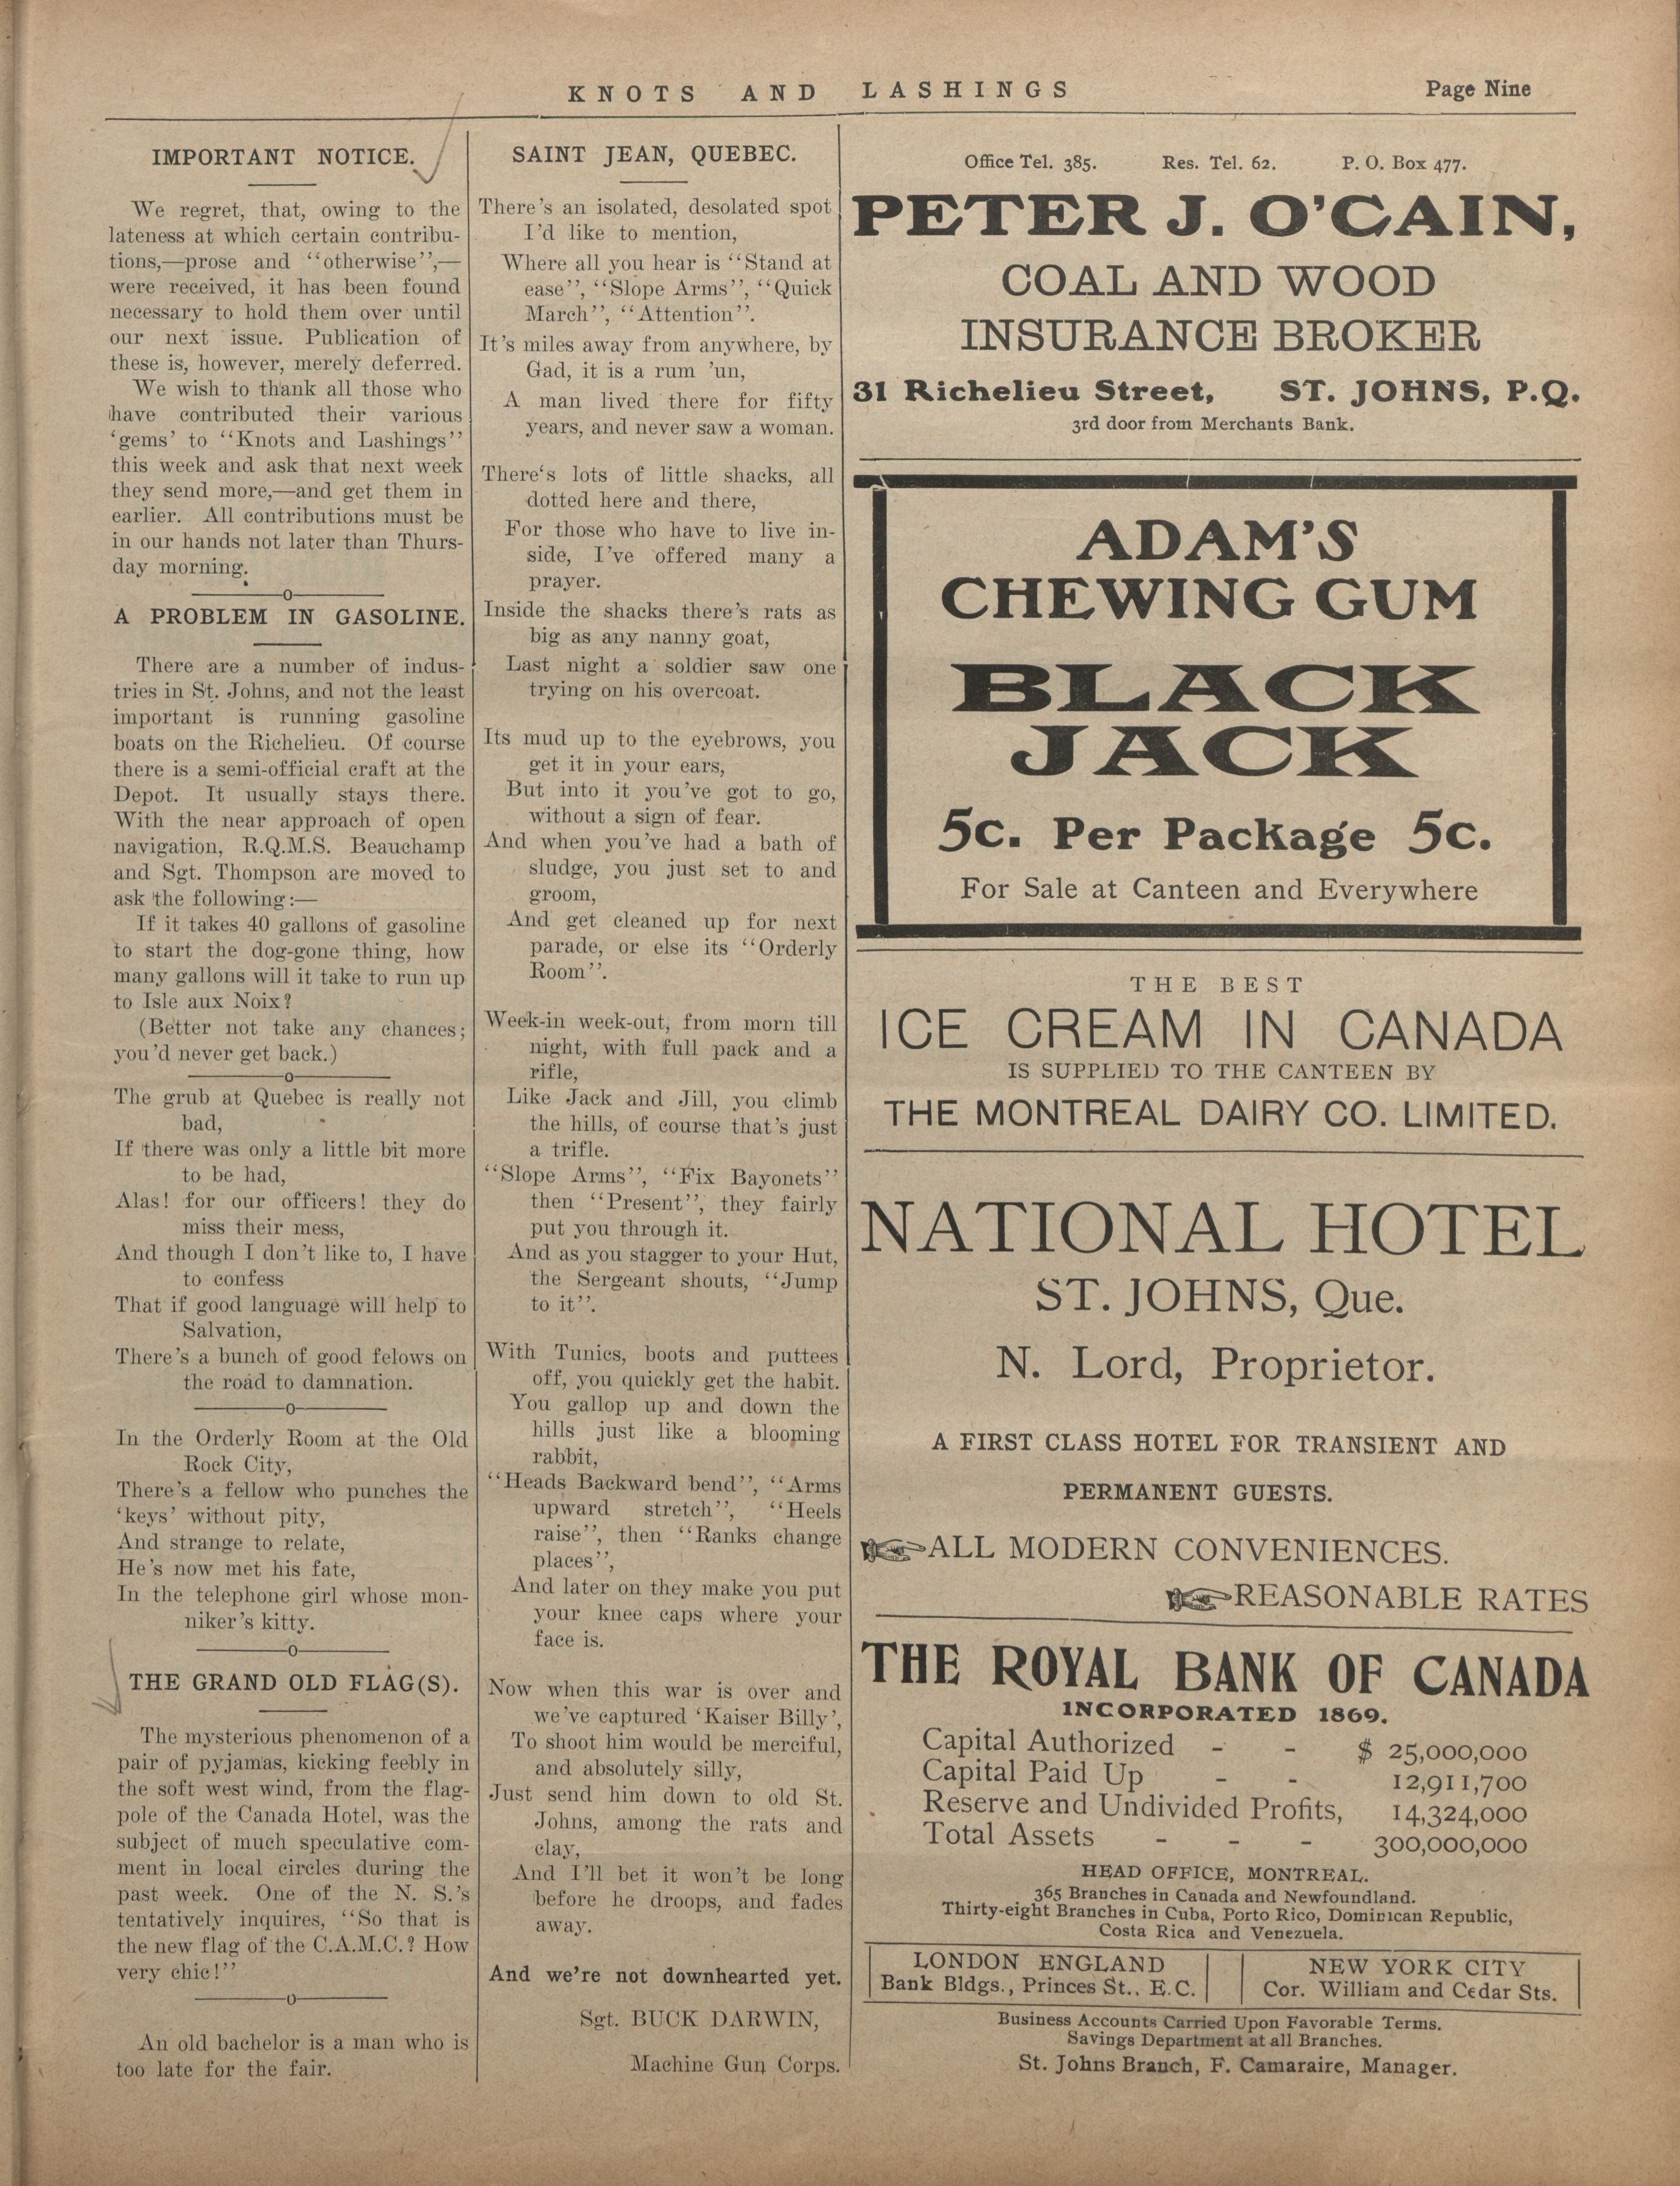 KNOTS AND LASHINGS
Page Nine
IMPORTANT NOTICE.
We regret, that, owing to the
lateness at which certain contribu-
tions,—prose and "otherwise",—
were received, it has been found
necessary to hold them over until
our next issue. Publication of
these is, however, merely deferred.
We wish to thank all those who
have contributed their various
'gems' to "Knots and Lashings"
this week and ask that next week
they send more,—and get them in
earlier. All contributions must be
in our hands not later than Thurs-
day morning.
o
A PROBLEM IN GASOLINE.
There are a number of indus-
tries in St. Johns, and not the least
important is running gasoline
boats on the Richelieu. Of course
there is a semi-official craft at the
Depot. It usually stays there.
With the near approach of open
navigation, R.Q.M.S. Beauchamp
and Sgt. Thompson are moved to
ask the following:—
If it takes 40 gallons of gasoline
to start the dog-gone thing, how
many gallons will it take to run up
to Isle aux Noix?
(Better not take any chances;
you'd never get back.)
o
The grub at Quebec is really not
bad,
If there was only a little bit more
to be had,
Alas! for our officers! they do
miss their mess,
And though I don't like to, I have
to confess
That if good language will help to
Salvation,
There's a bunch of good felows on
the road to damnation.
o
In the Orderly Room at the Old
Rock City,
There's a fellow who punches the
'keys' without pity,
And strange to relate,
He's now met his fate,
In the telephone girl whose mon-
niker's kitty.
o
THE GRAND OLD FLAG(S).
The mysterious phenomenon of a
pair of pyjamas, kicking feebly in
the soft west wind, from the flag-
pole of the Canada Hotel, was the
subject of much speculative com-
ment in local circles during the
past week. One of the N. S.'s
tentatively inquires, "So that is
the new flag of the C.A.M.C.? How
very chic!"
o
An old bachelor is a man who is
too late for the fair.
SAINT JEAN, QUEBEC.
There's an isolated, desolated spot
I'd like to mention,
Where all you hear is "Stand at
ease", "Slope Arms", "Quick
March", "Attention".
It's miles away from anywhere, by
Gad, it is a rum 'un,
A man lived there for fifty
years, and never saw a woman.
There's lots of little shacks, all
dotted here and there,
For those who have to live in-
side, I've offered many a
prayer.
Inside the shacks there's rats as
big as any nanny goat,
Last night a soldier saw one
trying on his overcoat.
Its mud up to the eyebrows, you
get it in your ears,
But into it you've got to go,
without a sign of fear.
And when you've had a bath of
sludge, you just set to and
groom,
And get cleaned up for next
parade, or else its "Orderly
Room".
Week-in week-out, from morn till
night, with full pack and a
rifle,
Like Jack and Jill, you climb
the hills, of course that's just
a trifle.
"Slope Arms", "Fix Bayonets"
then "Present", they fairly
put you through it.
And as you stagger to your Hut,
the Sergeant shouts, "Jump
to it".
With Tunics, boots and puttees
off, you quickly get the habit.
You gallop up and down the
hills just like a blooming
rabbit,
"Heads Backward bend", "Arms
upward stretch", "Heels
raise", then "Ranks change
places",
And later on they make you put
your knee caps where your
face is.
Now when this war is over and
we've captured 'Kaiser Billy',
To shoot him would be merciful,
and absolutely silly,
Just send him down to old St.
Johns, among the rats and
clay,
And I'll bet it won't be long
before he droops, and fades
away.
And we're not downhearted yet.
Sgt. BUCK DARWIN,
Machine Gun Corps.
Office Tel. 385. Res. Tel. 62. P. O. Box 477.
PETER J. O'CAIN,
COAL AND WOOD
INSURANCE BROKER
31 Richelieu Street, ST. JOHNS, P.Q.
3rd door from Merchants Bank.
ADAM'S
CHEWING GUM
BLACK
JACK
5c. Per Package 5c.
For Sale at Canteen and Everywhere
THE BEST
ICE CREAM IN CANADA
IS SUPPLIED TO THE CANTEEN BY
THE MONTREAL DAIRY CO. LIMITED.
NATIONAL HOTEL
ST. JOHNS, Que.
N. Lord, Proprietor.
A FIRST CLASS HOTEL FOR TRANSIENT AND
PERMANENT GUESTS.
ALL MODERN CONVENIENCES.
REASONABLE RATES
THE ROYAL BANK OF CANADA
INCORPORATED 1869.
Capital Authorized - - $ 25,000,000
Capital Paid Up - - 12,911,700
Reserve and Undivided Profits, 14,324,000
Total Assets - - - 300,000,000
HEAD OFFICE, MONTREAL.
365 Branches in Canada and Newfoundland.
Thirty-eight Branches in Cuba, Porto Rico, Dominican Republic,
Costa Rica and Venezuela.
LONDON ENGLAND
Bank Bldgs., Princes St.. E.C.
NEW YORK CITY
Cor. William and Cedar Sts.
Business Accounts Carried Upon Favorable Terms.
Savings Department at all Branches.
St. Johns Branch, F. Camaraire, Manager.